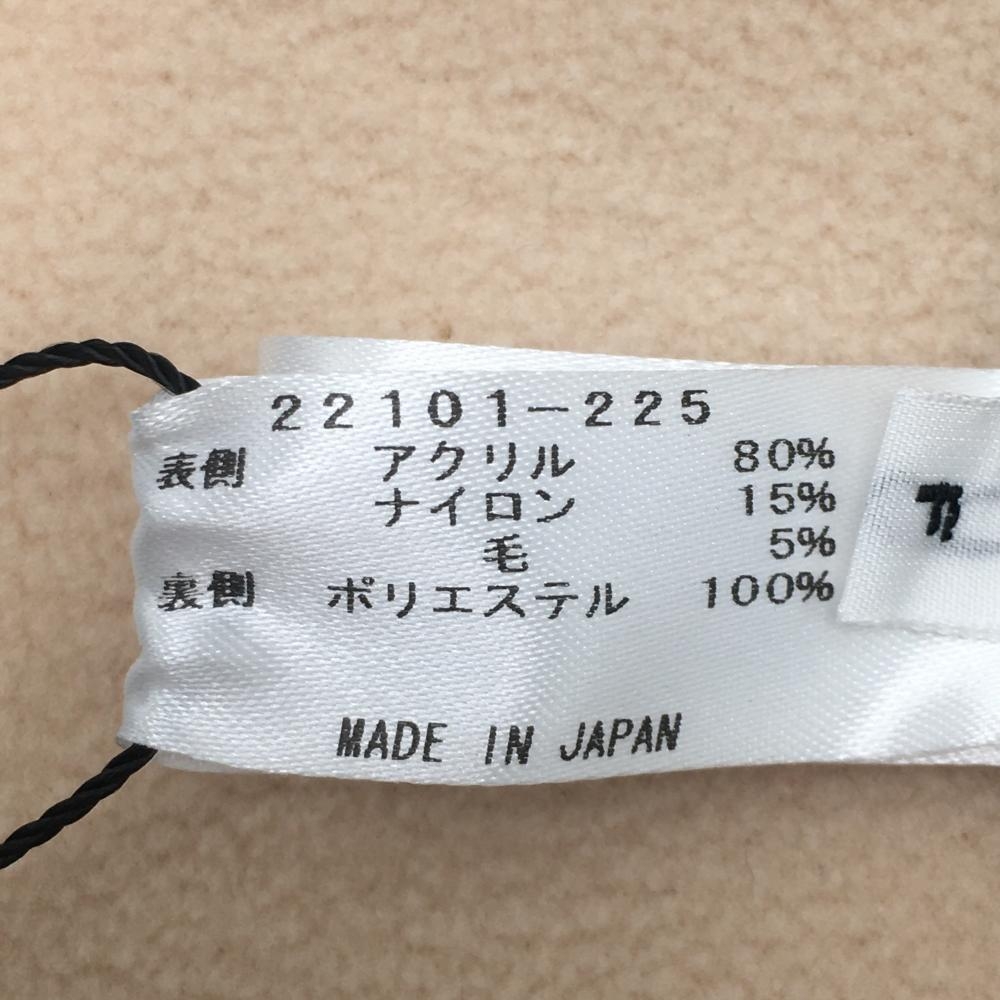 22101-225
表側 アクリル 80%
ナイロン 15%
毛 5%
裏側 ポリエステル 100%
MADE IN JAPAN